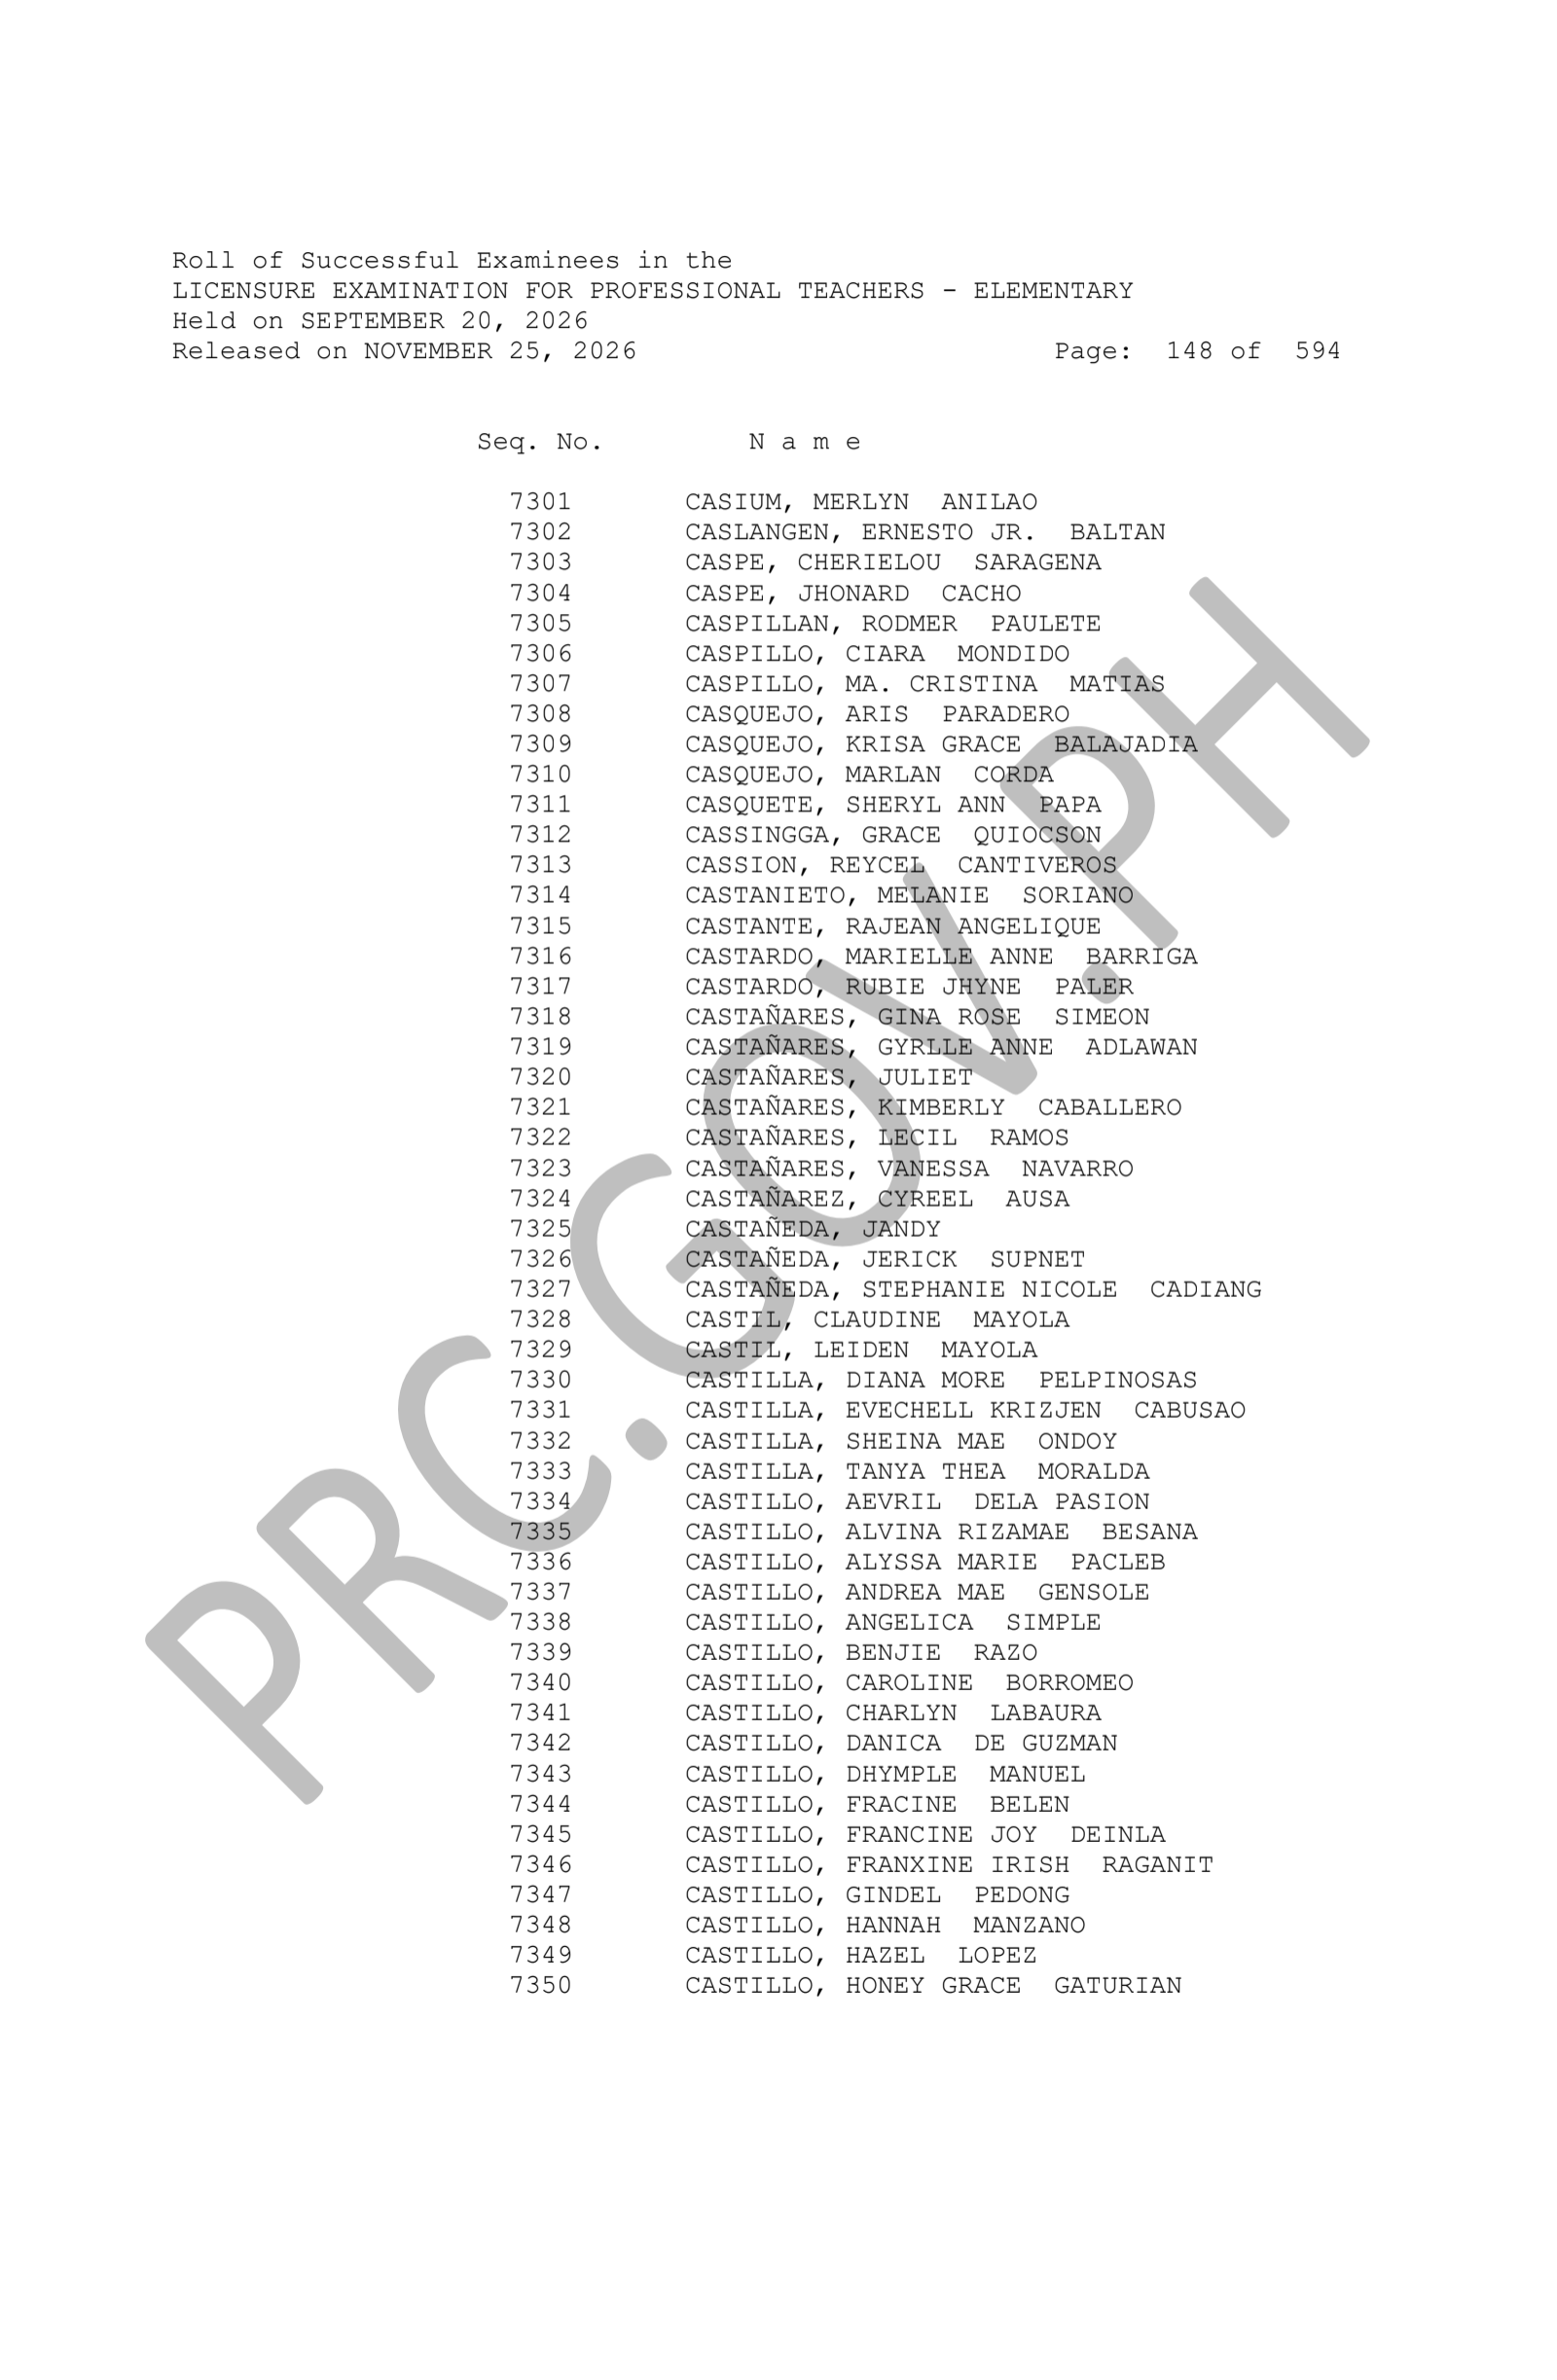 Roll of Successful Examinees in the
LICENSURE EXAMINATION FOR PROFESSIONAL TEACHERS - ELEMENTARY
Held on SEPTEMBER 20, 2026
Released on NOVEMBER 25, 2026 Page: 148 of 594
Seq. No. N a m e
7301 CASIUM, MERLYN ANILAO
7302 CASLANGEN, ERNESTO JR. BALTAN
7303 CASPE, CHERIELOU SARAGENA
7304 CASPE, JHONARD CACHO
7305 CASPILLAN, RODMER PAULETE
7306 CASPILLO, CIARA MONDIDO
7307 CASPILLO, MA. CRISTINA MATIAS
7308 CASQUEJO, ARIS PARADERO
7309 CASQUEJO, KRISA GRACE BALAJADIA
7310 CASQUEJO, MARLAN CORDA
7311 CASQUETE, SHERYL ANN PAPA
7312 CASSINGGA, GRACE QUIOCSON
7313 CASSION, REYCEL CANTIVEROS
7314 CASTANIETO, MELANIE SORIANO
7315 CASTANTE, RAJEAN ANGELIQUE
7316 CASTARDO, MARIELLE ANNE BARRIGA
7317 CASTARDO, RUBIE JHYNE PALER
7318 CASTAÑARES, GINA ROSE SIMEON
7319 CASTAÑARES, GYRLLE ANNE ADLAWAN
7320 CASTAÑARES, JULIET
7321 CASTAÑARES, KIMBERLY CABALLERO
7322 CASTAÑARES, LECIL RAMOS
7323 CASTAÑARES, VANESSA NAVARRO
7324 CASTAÑAREZ, CYREEL AUSA
7325 CASTAÑEDA, JANDY
7326 CASTAÑEDA, JERICK SUPNET
7327 CASTAÑEDA, STEPHANIE NICOLE CADIANG
7328 CASTIL, CLAUDINE MAYOLA
7329 CASTIL, LEIDEN MAYOLA
7330 CASTILLA, DIANA MORE PELPINOSAS
7331 CASTILLA, EVECHELL KRIZJEN CABUSAO
7332 CASTILLA, SHEINA MAE ONDOY
7333 CASTILLA, TANYA THEA MORALDA
7334 CASTILLO, AEVRIL DELA PASION
7335 CASTILLO, ALVINA RIZAMAE BESANA
7336 CASTILLO, ALYSSA MARIE PACLEB
7337 CASTILLO, ANDREA MAE GENSOLE
7338 CASTILLO, ANGELICA SIMPLE
7339 CASTILLO, BENJIE RAZO
7340 CASTILLO, CAROLINE BORROMEO
7341 CASTILLO, CHARLYN LABAURA
7342 CASTILLO, DANICA DE GUZMAN
7343 CASTILLO, DHYMPLE MANUEL
7344 CASTILLO, FRACINE BELEN
7345 CASTILLO, FRANCINE JOY DEINLA
7346 CASTILLO, FRANXINE IRISH RAGANIT
7347 CASTILLO, GINDEL PEDONG
7348 CASTILLO, HANNAH MANZANO
7349 CASTILLO, HAZEL LOPEZ
7350 CASTILLO, HONEY GRACE GATURIAN
PRC.GOV.PH